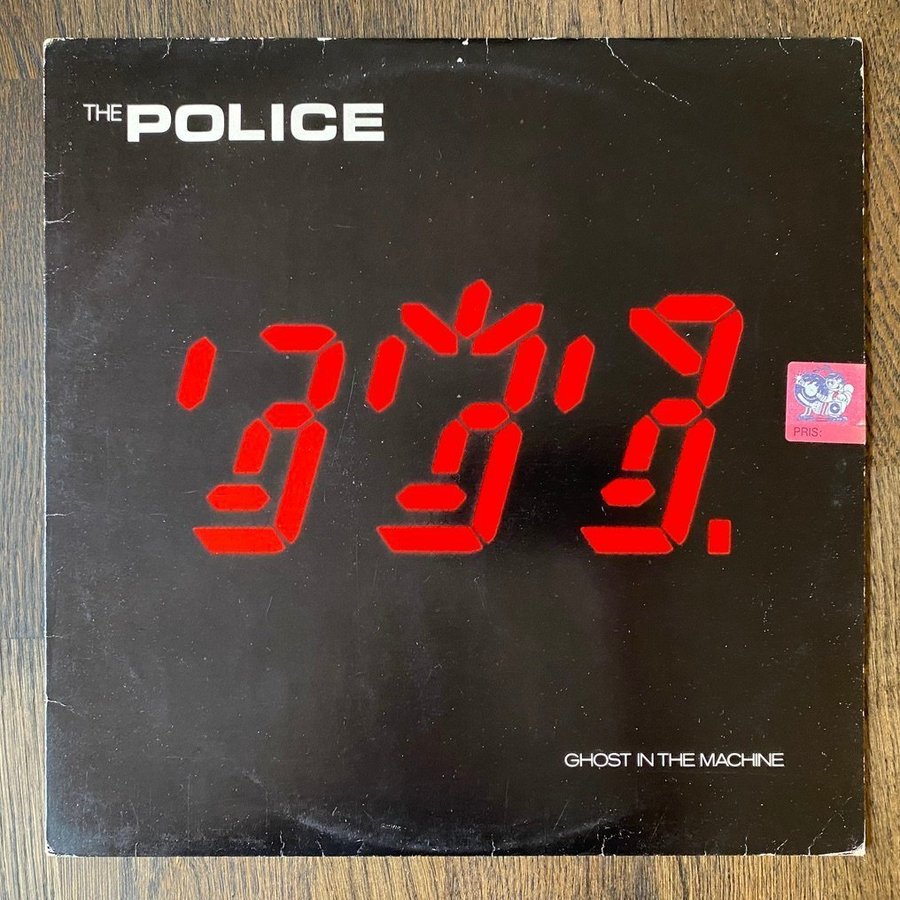 THE POLICE
PRIS:
GHOST IN THE MACHINE